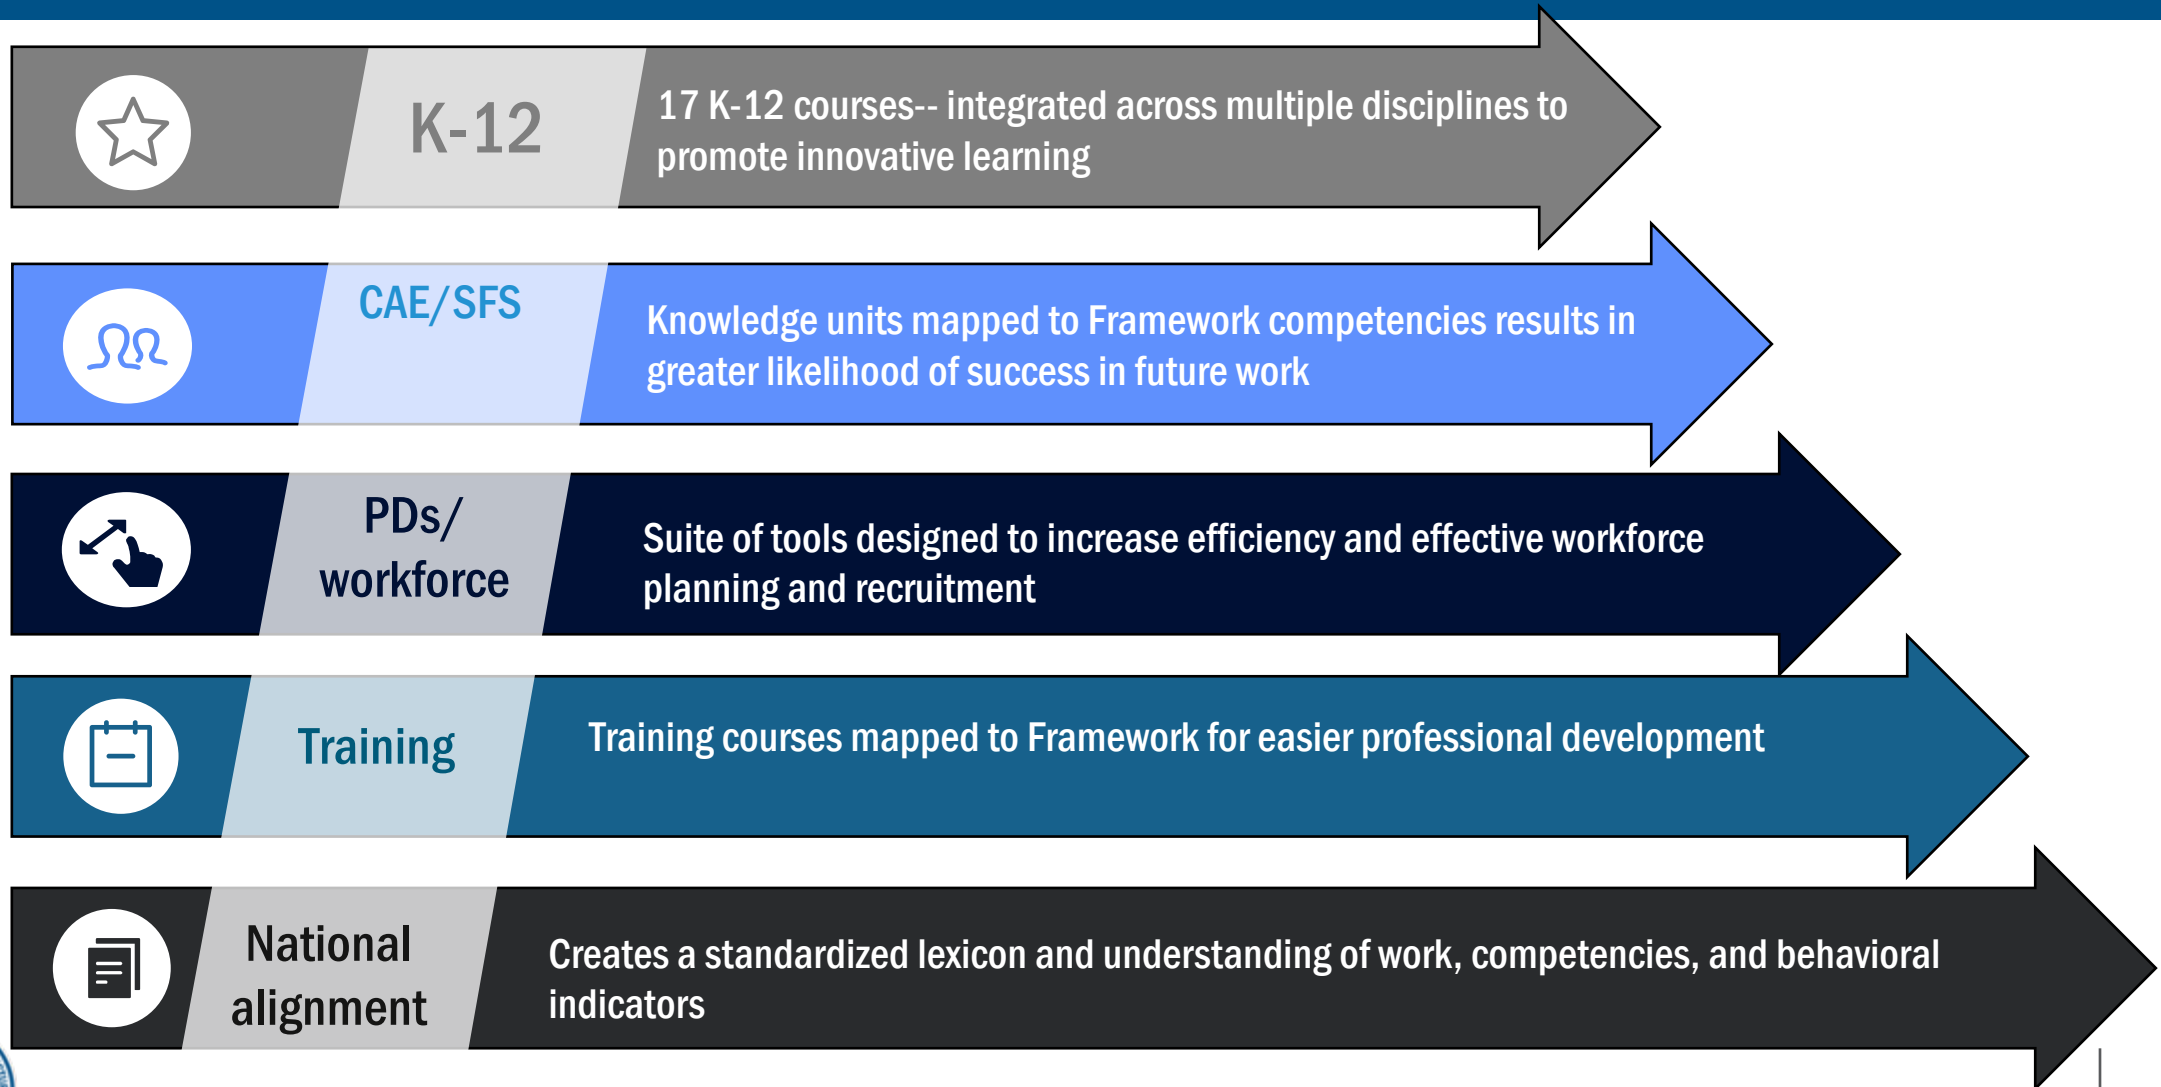 K-12
17 K-12 courses-- integrated across multiple disciplines to
promote innovative learning
CAE/SFS
Knowledge units mapped to Framework competencies results in
greater likelihood of success in future work
PDs/
workforce
Suite of tools designed to increase efficiency and effective workforce
planning and recruitment
Training
Training courses mapped to Framework for easier professional development
National
alignment
Creates a standardized lexicon and understanding of work, competencies, and behavioral
indicators